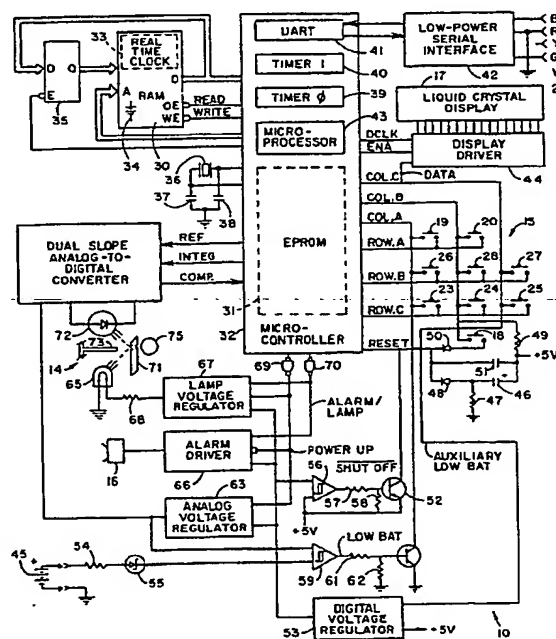 33
REAL TIME CLOCK
D
Q
E
35
A
RAM
D
OE
WE
READ
WRITE
34
30
36
37
38
UART
41
TIMER 1
40
TIMER Ø
39
MICRO-
PROCESSOR
43
EPROM
31
MICRO-
CONTROLLER
32
LOW-POWER
SERIAL
INTERFACE
42
17
LIQUID CRYSTAL
DISPLAY
DCLK
ENA
DISPLAY
DRIVER
44
DATA
COL.C
COL.B
COL.A
19
20
15
ROW.A
26
28
27
ROW.B
23
24
25
ROW.C
RESET
50
18
49
+5V
51
48
46
47
REF
INTEG
COMP.
DUAL SLOPE
ANALOG-TO-
DIGITAL
CONVERTER
72
73
75
14
71
65
68
67
LAMP
VOLTAGE
REGULATOR
69
70
ALARM/
LAMP
16
ALARM
DRIVER
66
POWER UP
63
ANALOG
VOLTAGE
REGULATOR
56
SHUT OFF
57
58
52
+5V
AUXILIARY
LOW BAT
45
54
55
59
LOW BAT
61
62
53
DIGITAL
VOLTAGE
REGULATOR
+5V
10